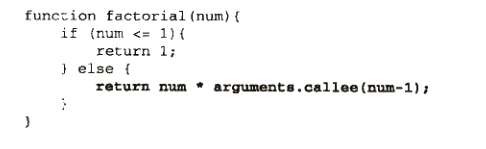 function factorial(num){
    if (num <= 1){
        return 1;
    } else {
        return num * arguments.callee(num-1);
    }
}